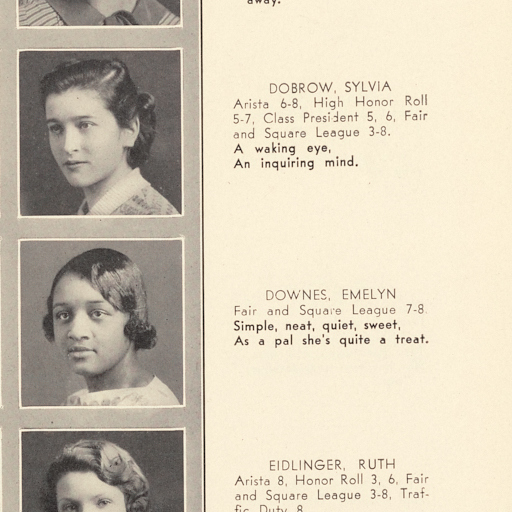 away.
DOBROW, SYLVIA
Arista 6-8, High Honor Roll
5-7, Class President 5, 6, Fair
and Square League 3-8.
A waking eye,
An inquiring mind.
DOWNES, EMELYN
Fair and Square League 7-8.
Simple, neat, quiet, sweet,
As a pal she's quite a treat.
EIDLINGER, RUTH
Arista 8, Honor Roll 3, 6, Fair
and Square League 3-8, Traf-
fic Duty 8